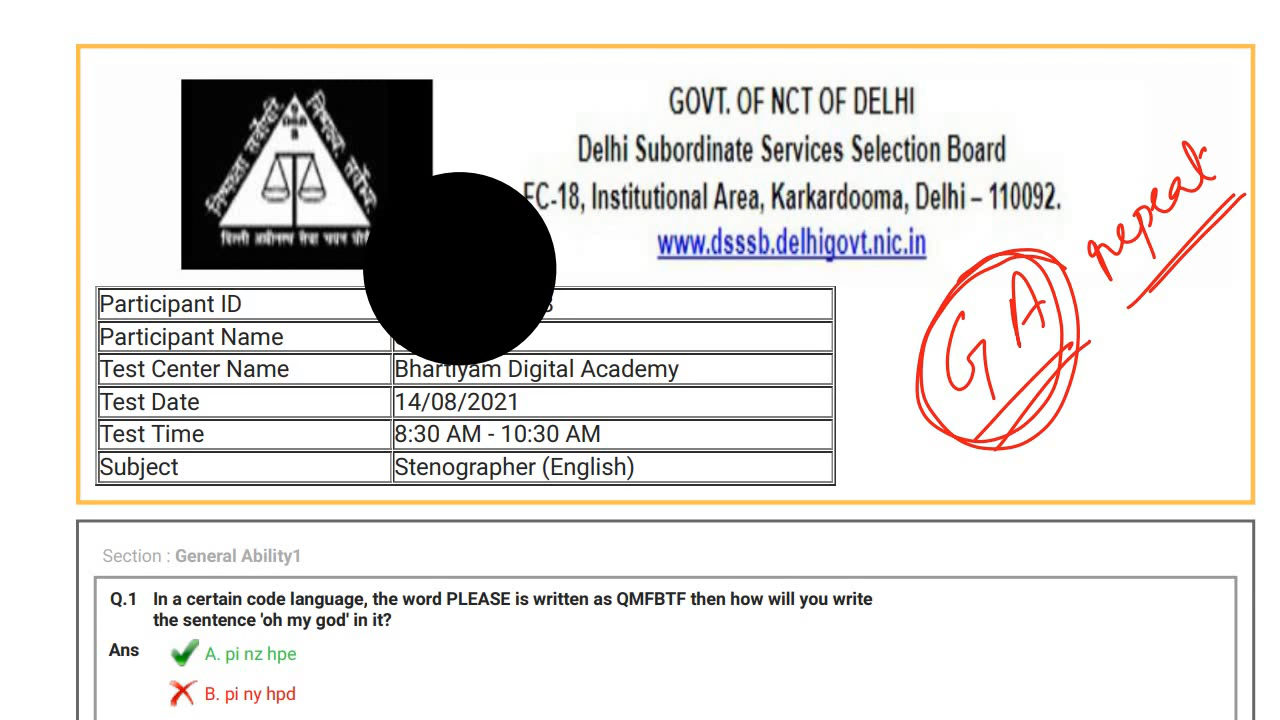 GOVT. OF NCT OF DELHI
Delhi Subordinate Services Selection Board
FC-18, Institutional Area, Karkardooma, Delhi – 110092.
www.dsssb.delhigovt.nic.in
repeat
GA
Participant ID
Participant Name
Test Center Name Bhartiyam Digital Academy
Test Date 14/08/2021
Test Time 8:30 AM - 10:30 AM
Subject Stenographer (English)
Section : General Ability1
Q.1 In a certain code language, the word PLEASE is written as QMFBTF then how will you write
the sentence 'oh my god' in it?
Ans A. pi nz hpe
B. pi ny hpd